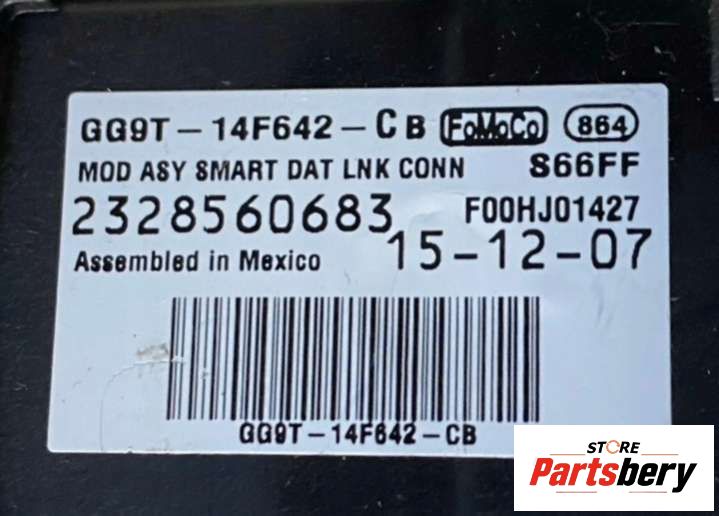 GG9T-14F642-CB FoMoCo 864
MOD ASY SMART DAT LNK CONN S66FF
2328560683 F00HJ01427
Assembled in Mexico 15-12-07
GG9T-14F642-CB
STORE
Partsbery